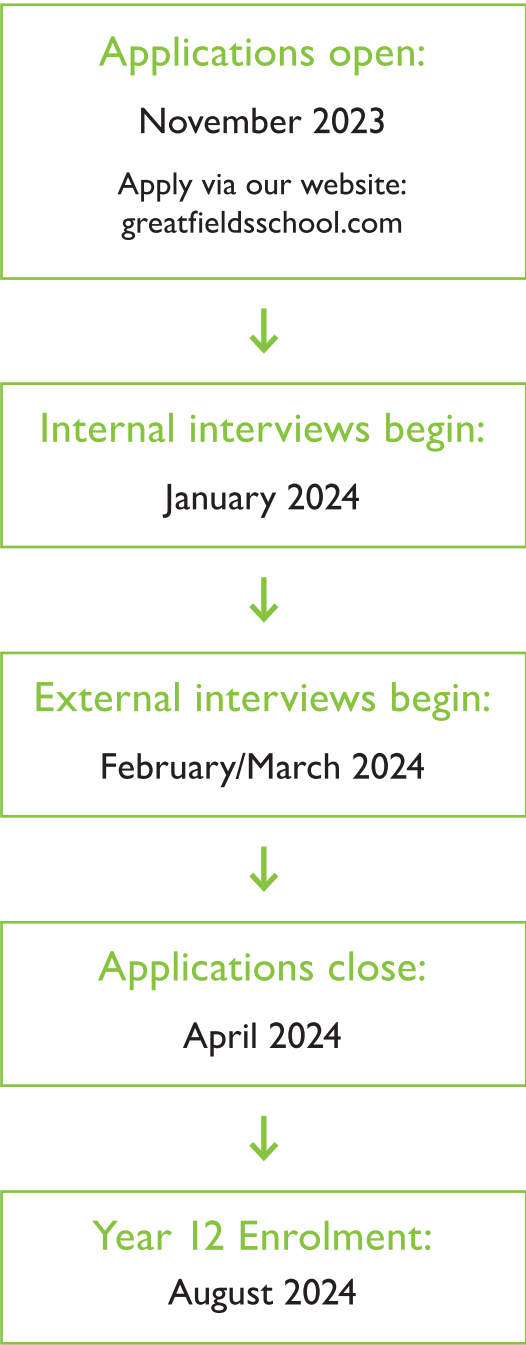 Applications open:
November 2023
Apply via our website:
greatfieldsschool.com
Internal interviews begin:
January 2024
External interviews begin:
February/March 2024
Applications close:
April 2024
Year 12 Enrolment:
August 2024